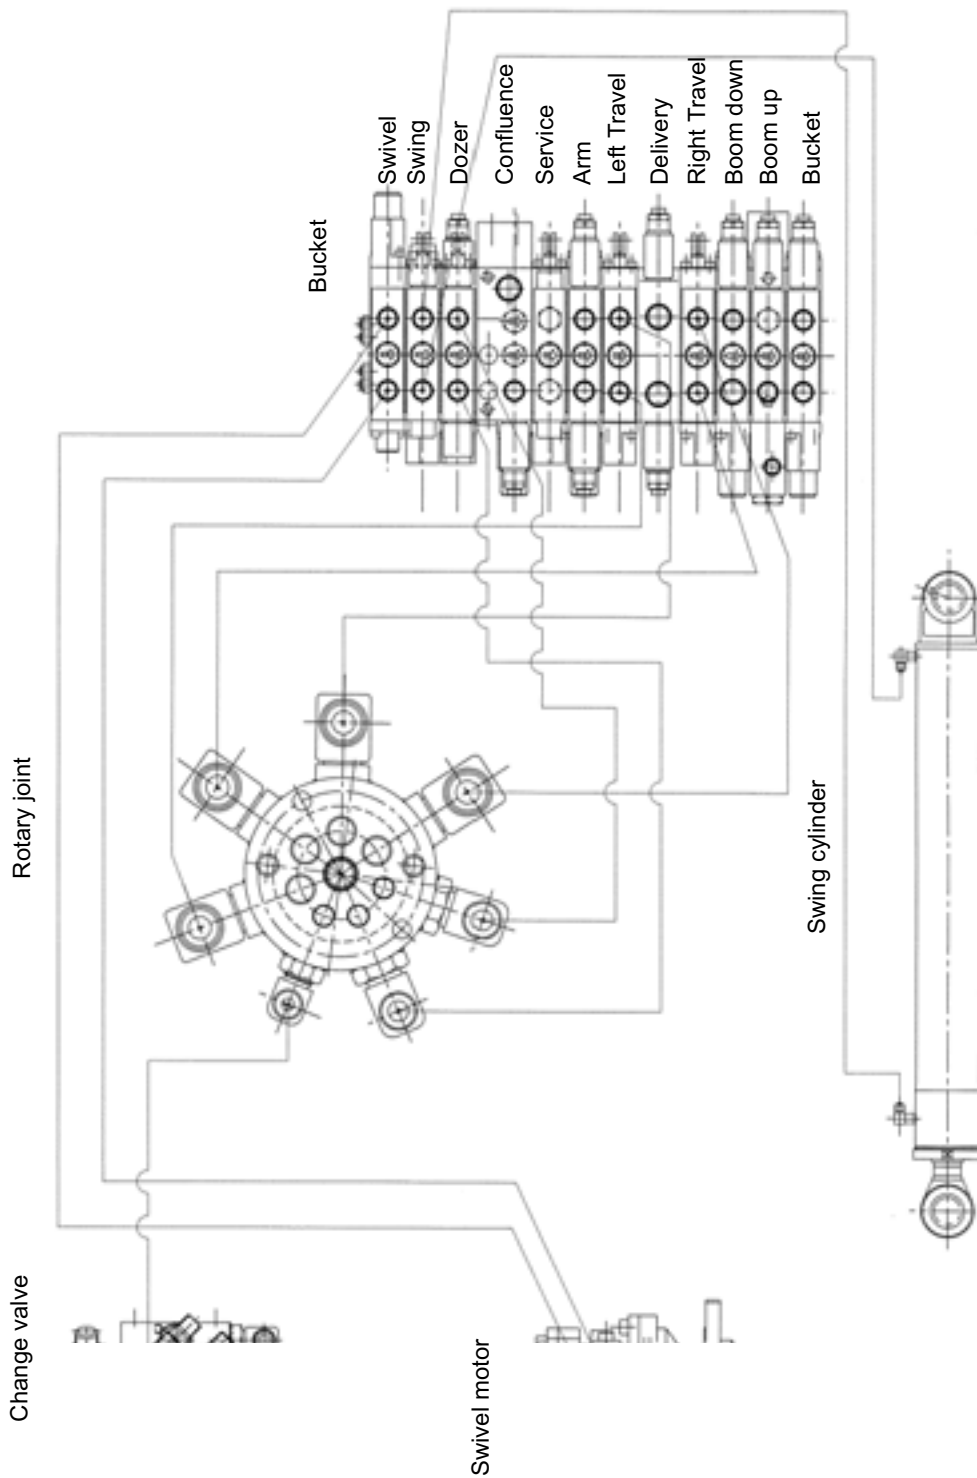 Swivel
Swing
Dozer
Confluence
Service
Arm
Left Travel
Delivery
Right Travel
Boom down
Boom up
Bucket
Bucket
Rotary joint
Swing cylinder
Change valve
Swivel motor